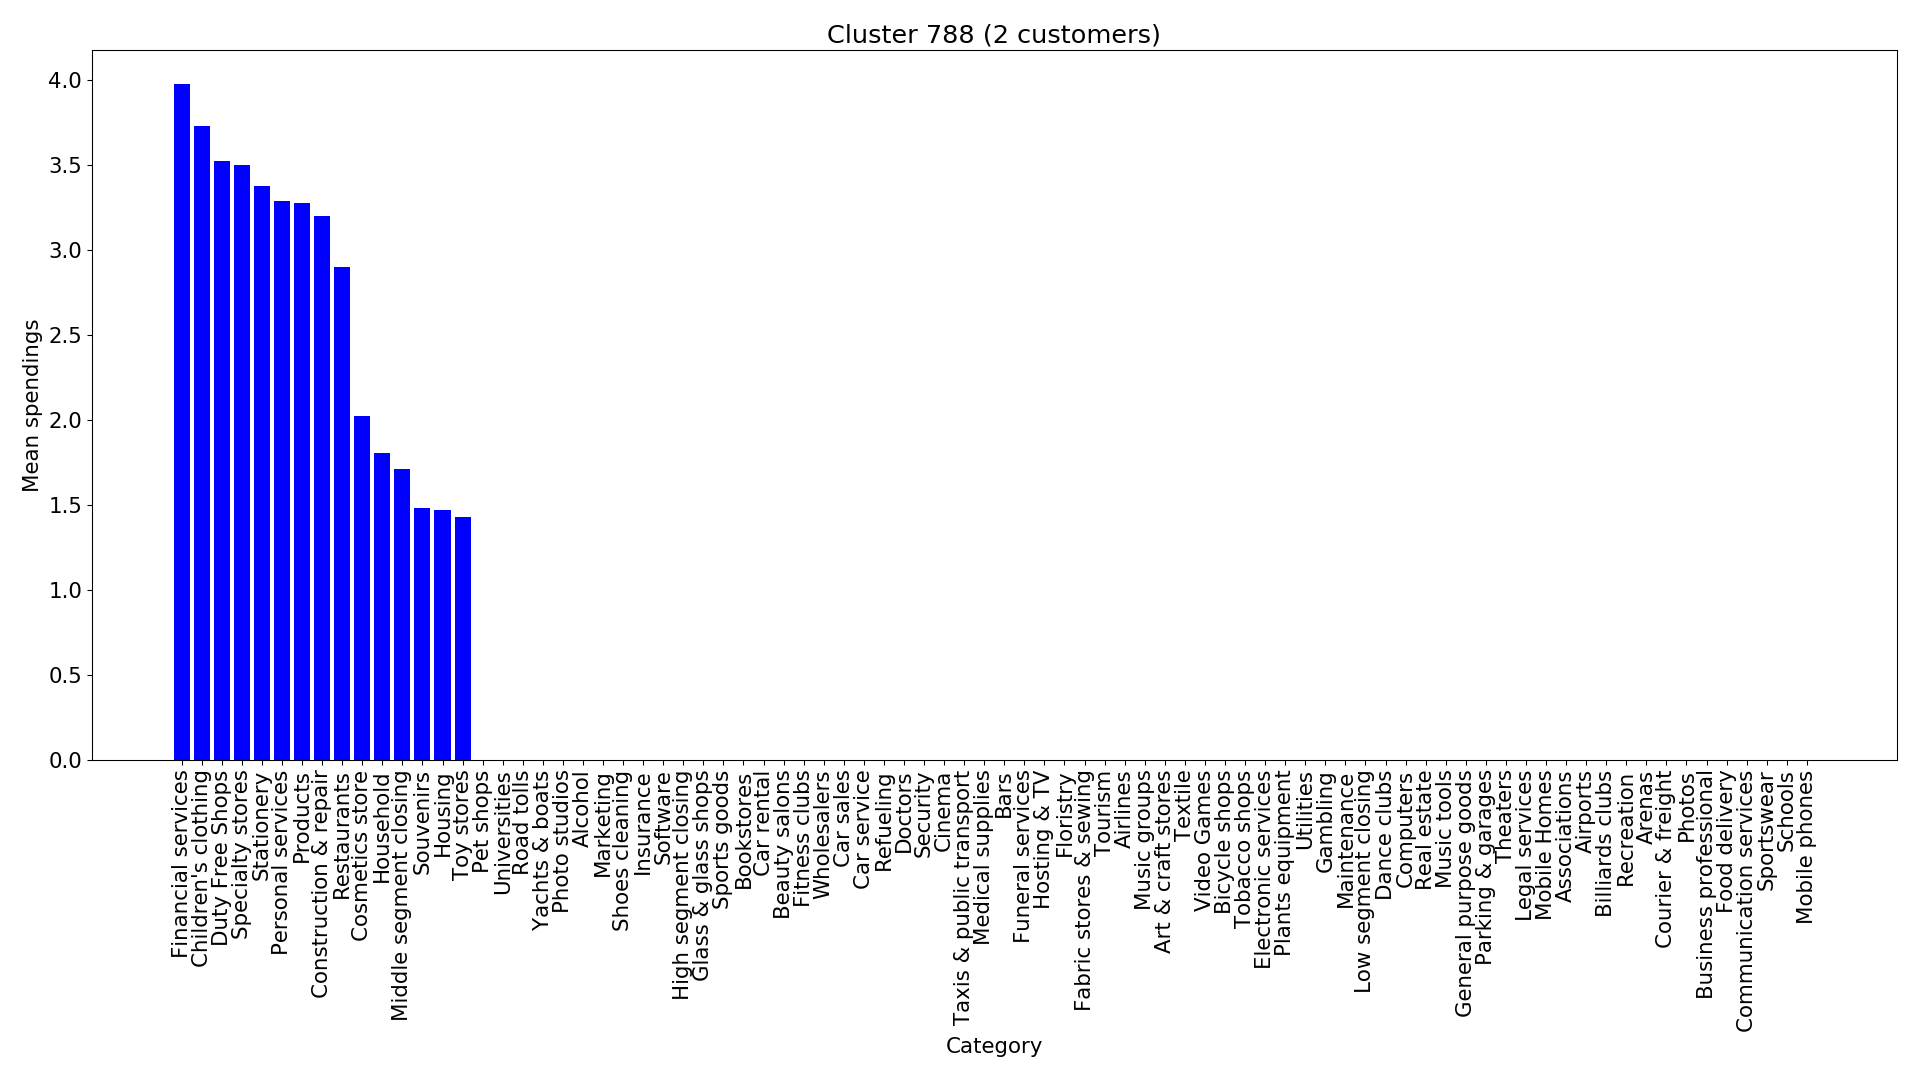 Cluster 788 (2 customers)
Mean spendings
4.0
3.5
3.0
2.5
2.0
1.5
1.0
0.5
0.0
Financial services
Children's clothing
Duty Free Shops
Specialty stores
Stationery
Personal services
Products
Construction & repair
Restaurants
Cosmetics store
Household
Middle segment closing
Souvenirs
Housing
Toy stores
Pet shops
Universities
Road tolls
Yachts & boats
Photo studios
Alcohol
Marketing
Shoes cleaning
Insurance
Software
High segment closing
Glass & glass shops
Sports goods
Bookstores
Car rental
Beauty salons
Fitness clubs
Wholesalers
Car sales
Car service
Refueling
Doctors
Security
Cinema
Taxis & public transport
Medical supplies
Bars
Funeral services
Hosting & TV
Floristry
Fabric stores & sewing
Tourism
Airlines
Music groups
Art & craft stores
Textile
Video Games
Bicycle shops
Tobacco shops
Electronic services
Plants equipment
Utilities
Gambling
Maintenance
Low segment closing
Dance clubs
Computers
Real estate
Music tools
General purpose goods
Parking & garages
Theaters
Legal services
Mobile Homes
Associations
Airports
Billiards clubs
Recreation
Arenas
Courier & freight
Photos
Business professional
Food delivery
Communication services
Sportswear
Schools
Mobile phones
Category